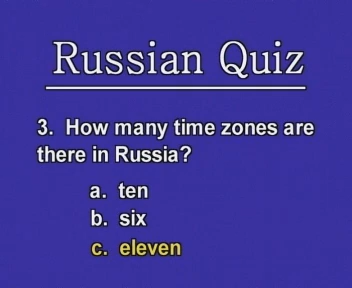 Russian Quiz
3. How many time zones are
there in Russia?
a. ten
b. six
c. eleven